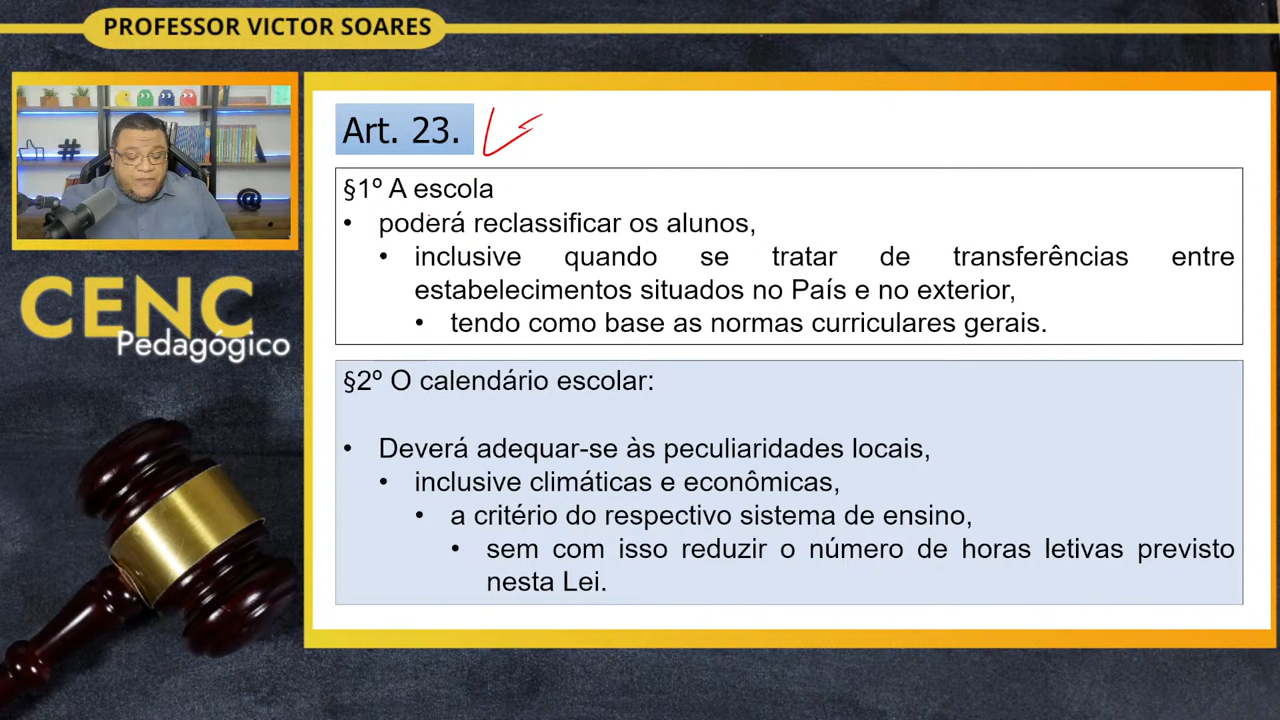 PROFESSOR VICTOR SOARES
Art. 23.
§1º A escola
• poderá reclassificar os alunos,
• inclusive quando se tratar de transferências entre
estabelecimentos situados no País e no exterior,
• tendo como base as normas curriculares gerais.
CENC
Pedagógico
§2º O calendário escolar:
• Deverá adequar-se às peculiaridades locais,
• inclusive climáticas e econômicas,
• a critério do respectivo sistema de ensino,
• sem com isso reduzir o número de horas letivas previsto
nesta Lei.